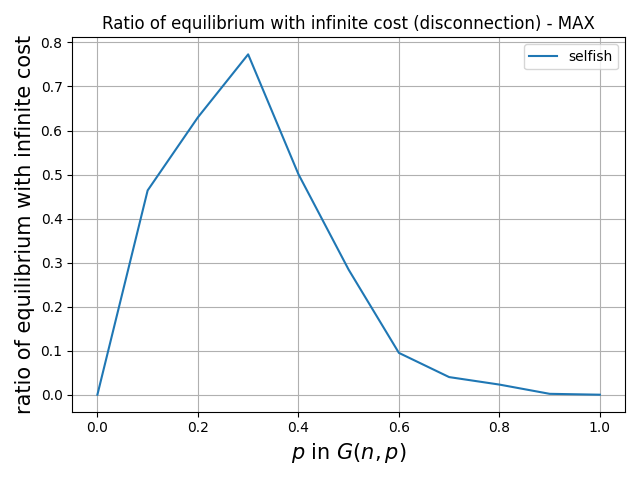 Ratio of equilibrium with infinite cost (disconnection) - MAX
selfish
ratio of equilibrium with infinite cost
0.8
0.7
0.6
0.5
0.4
0.3
0.2
0.1
0.0
0.0 0.2 0.4 0.6 0.8 1.0
p in G(n, p)